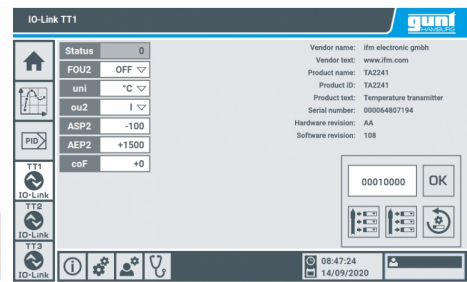 IO-Link TT1
gunt
HAMBURG
Status 0
FOU2 OFF
uni °C
ou2 I
ASP2 -100
AEP2 +1500
coF +0
Vendor name: ifm electronic gmbh
Vendor text: www.ifm.com
Product name: TA2241
Product ID: TA2241
Product text: Temperature transmitter
Serial number: 000064807194
Hardware revision: AA
Software revision: 108
PID
TT1
IO-Link
TT2
IO-Link
TT3
IO-Link
00010000 OK
08:47:24
14/09/2020